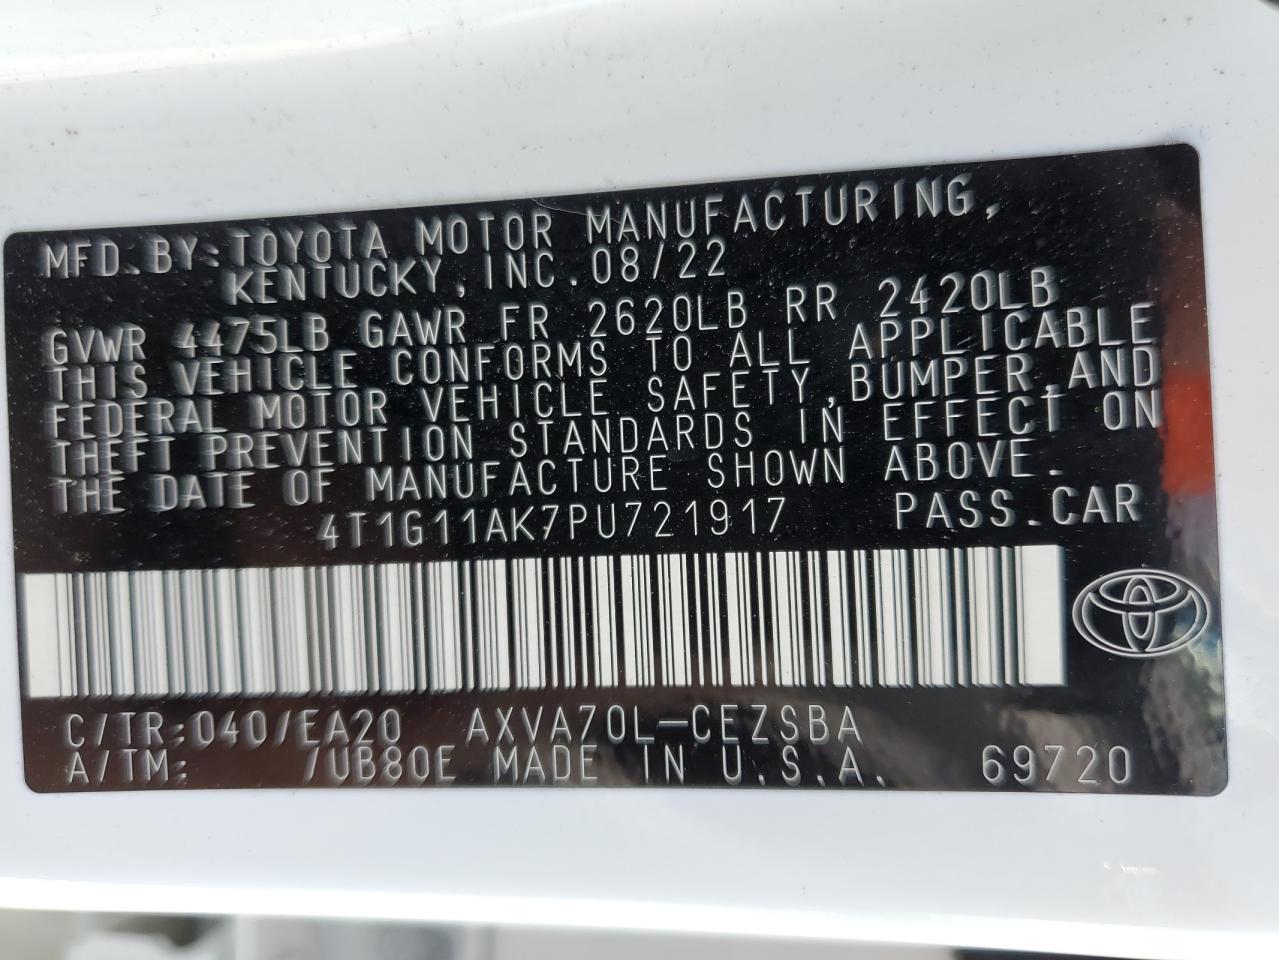 MFD.BY:TOYOTA MOTOR MANUFACTURING,
KENTUCKY,INC.08/22
GVWR 4475LB GAWR FR 2620LB RR 2420LB
THIS VEHICLE CONFORMS TO ALL APPLICABLE
FEDERAL MOTOR VEHICLE SAFETY,BUMPER,AND
THEFT PREVENTION STANDARDS IN EFFECT ON
THE DATE OF MANUFACTURE SHOWN ABOVE.
4T1G11AK7PU721917 PASS.CAR
C/TR:040/EA20 AXVA70L-CEZSBA
A/TM: /UB80E MADE IN U.S.A. 69720